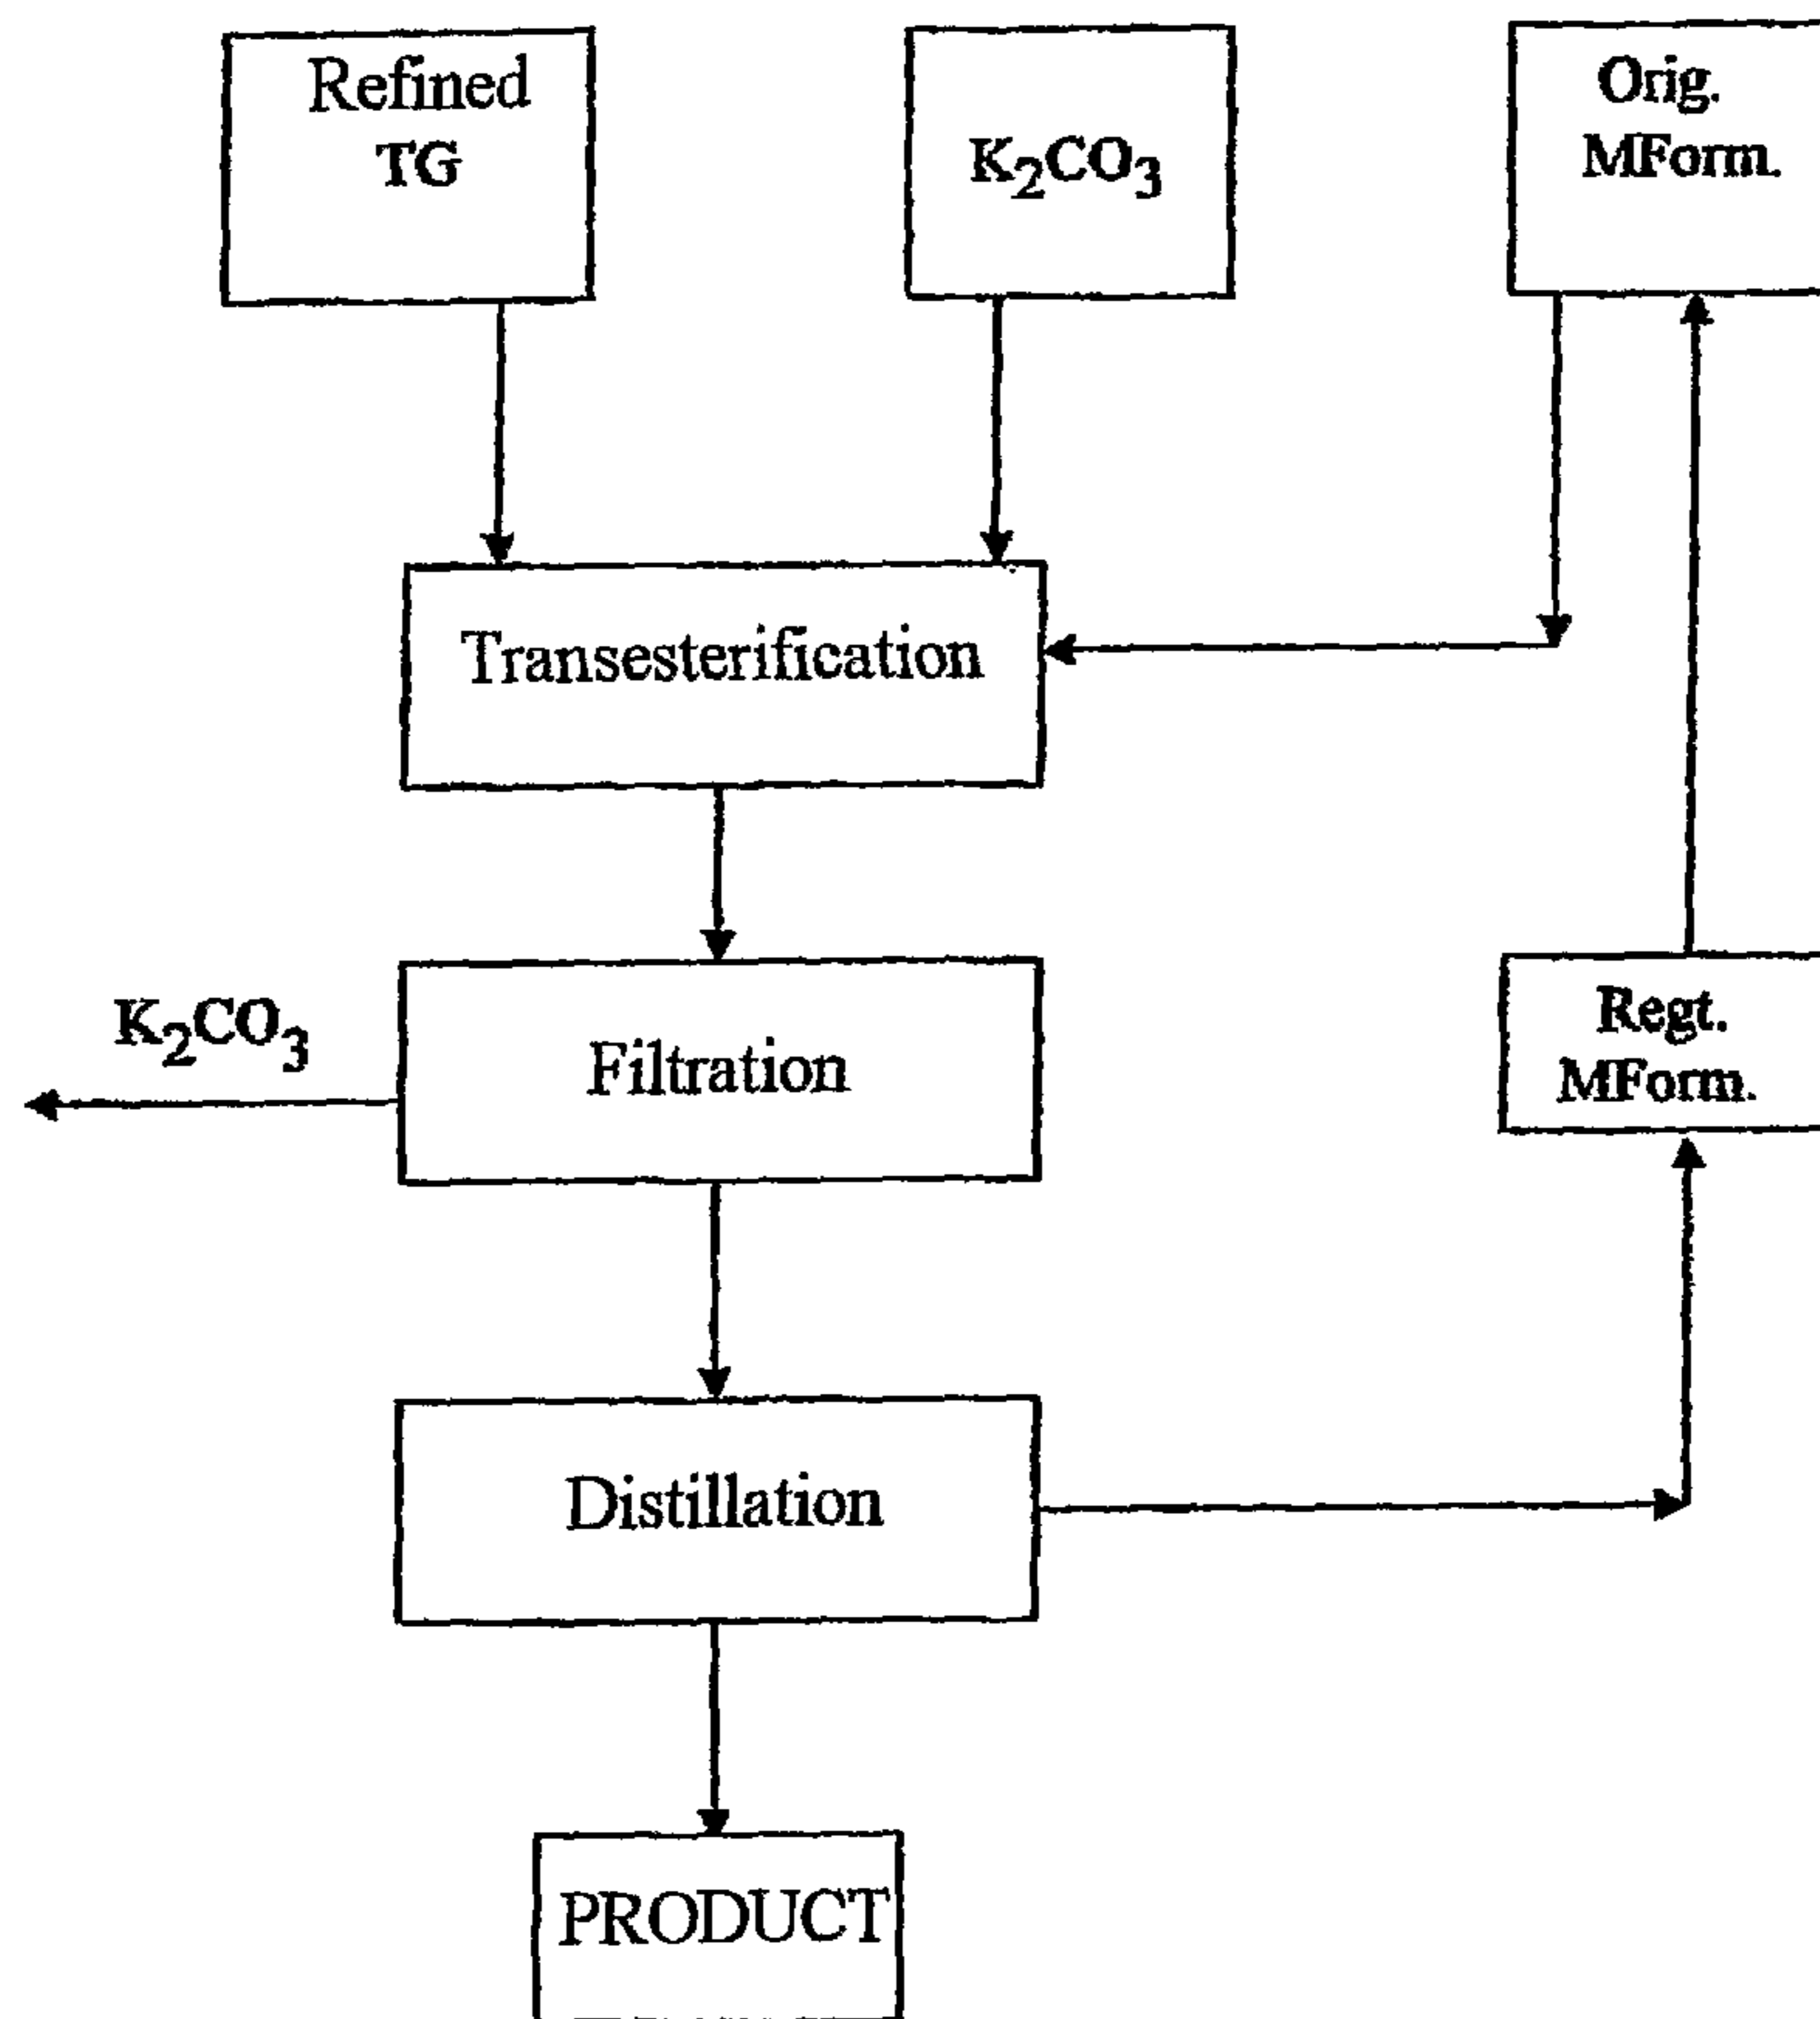 Refined
TG
K₂CO₃
Orig.
MForm.
Transesterification
K₂CO₃
Filtration
Regt.
MForm.
Distillation
PRODUCT